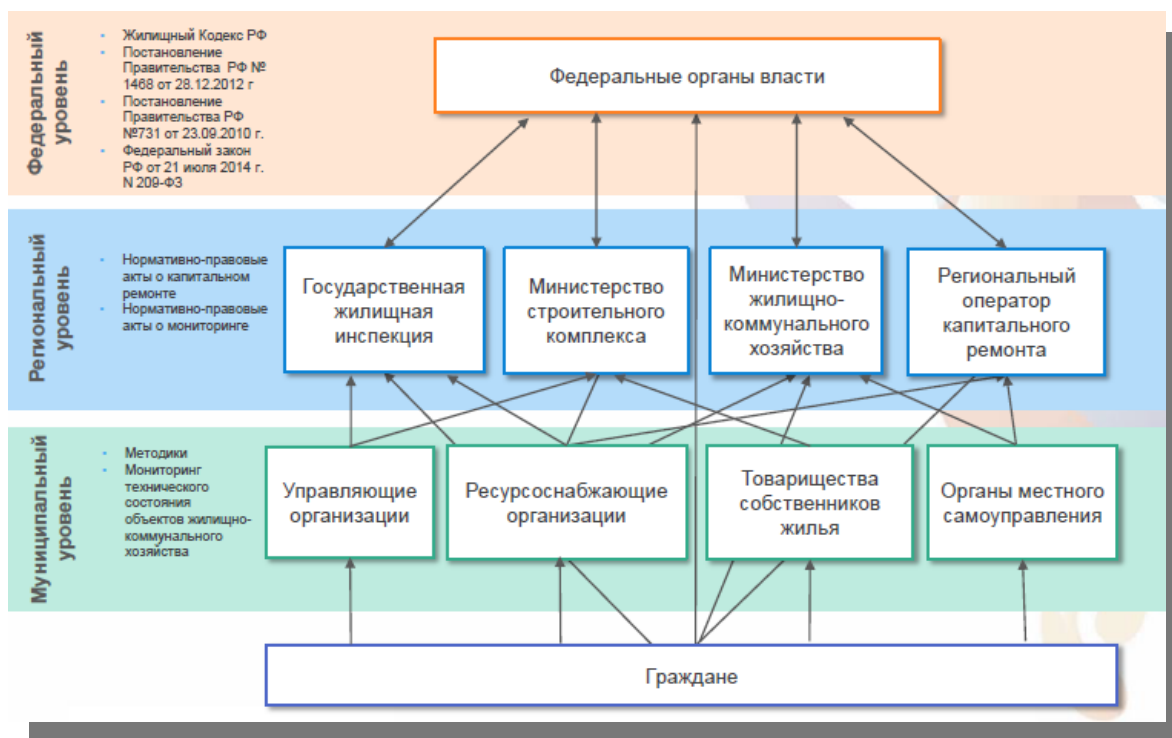 Федеральный
уровень
Жилищный Кодекс РФ
Постановление
Правительства РФ №
1468 от 28.12.2012 г
Постановление
Правительства РФ
№731 от 23.09.2010 г.
Федеральный закон
РФ от 21 июля 2014 г.
N 209-ФЗ
Федеральные органы власти
Региональный
уровень
Нормативно-правовые
акты о капитальном
ремонте
Нормативно-правовые
акты о мониторинге
Государственная
жилищная
инспекция
Министерство
строительного
комплекса
Министерство
жилищно-
коммунального
хозяйства
Региональный
оператор
капитального
ремонта
Муниципальный
уровень
Методики
Мониторинг
технического
состояния
объектов жилищно-
коммунального
хозяйства
Управляющие
организации
Ресурсоснабжающие
организации
Товарищества
собственников
жилья
Органы местного
самоуправления
Граждане